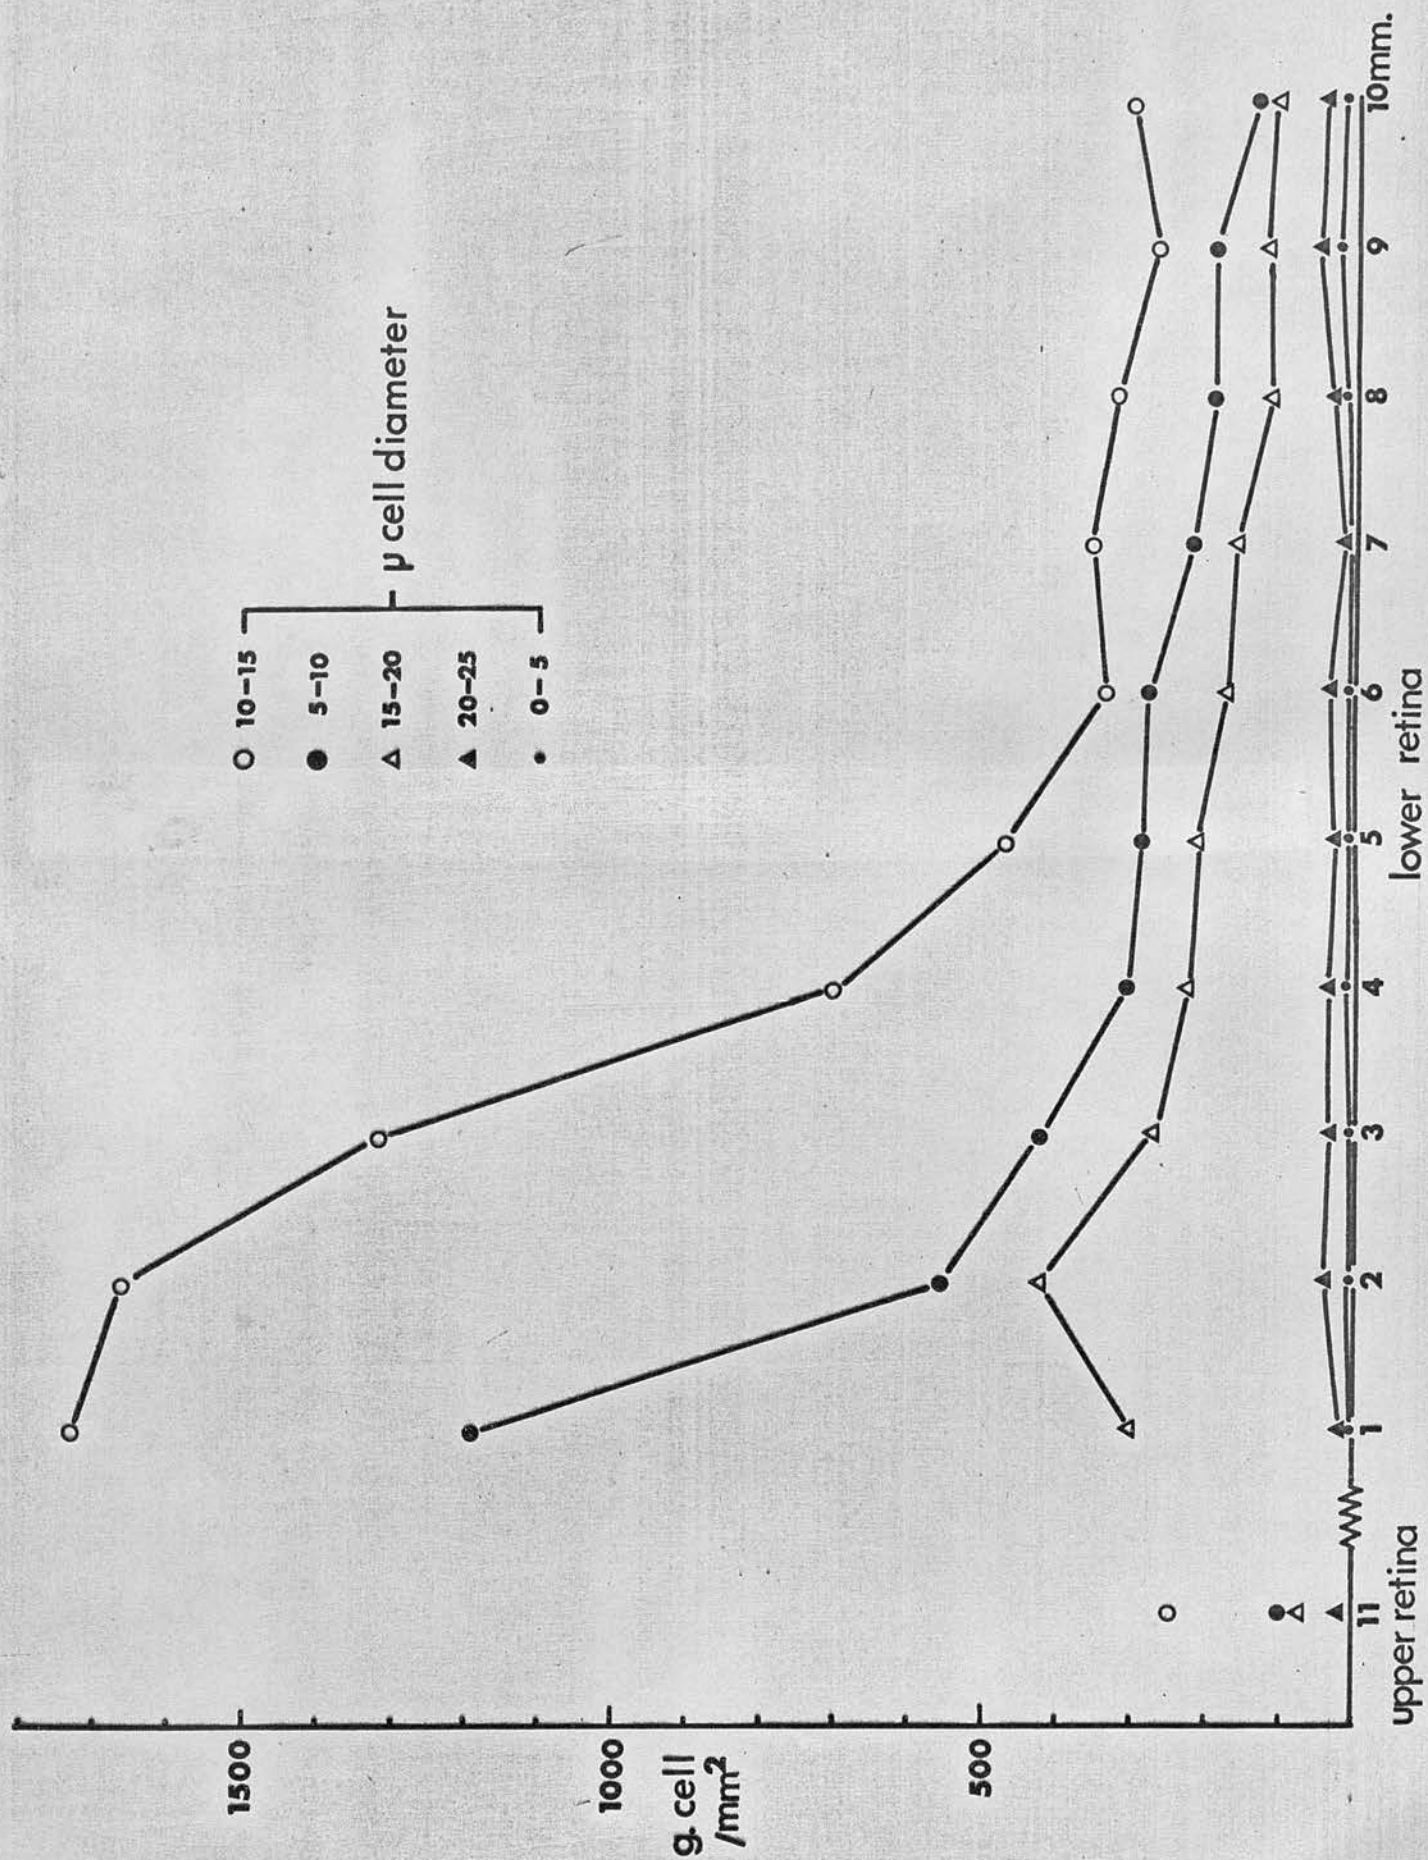 1500
1000
g. cell
/mm²
500
10–15
5–10
15–20
20–25
0–5
μ cell diameter
11 1 2 3 4 5 6 7 8 9 10mm.
upper retina lower retina